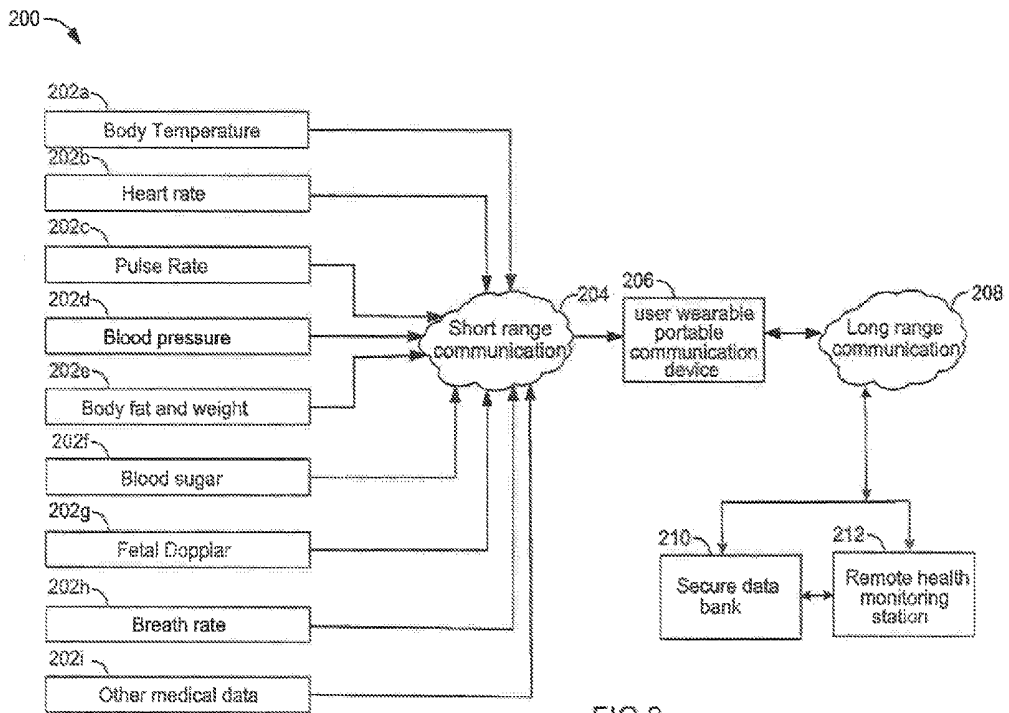 200
202a
Body Temperature
202b
Heart rate
202c
Pulse Rate
202d
Blood pressure
202e
Body fat and weight
202f
Blood sugar
202g
Fetal Dopplar
202h
Breath rate
202i
Other medical data
Short range
communication
204
206
user wearable
portable
communication
device
Long range
communication
208
210
Secure data
bank
212
Remote health
monitoring
station